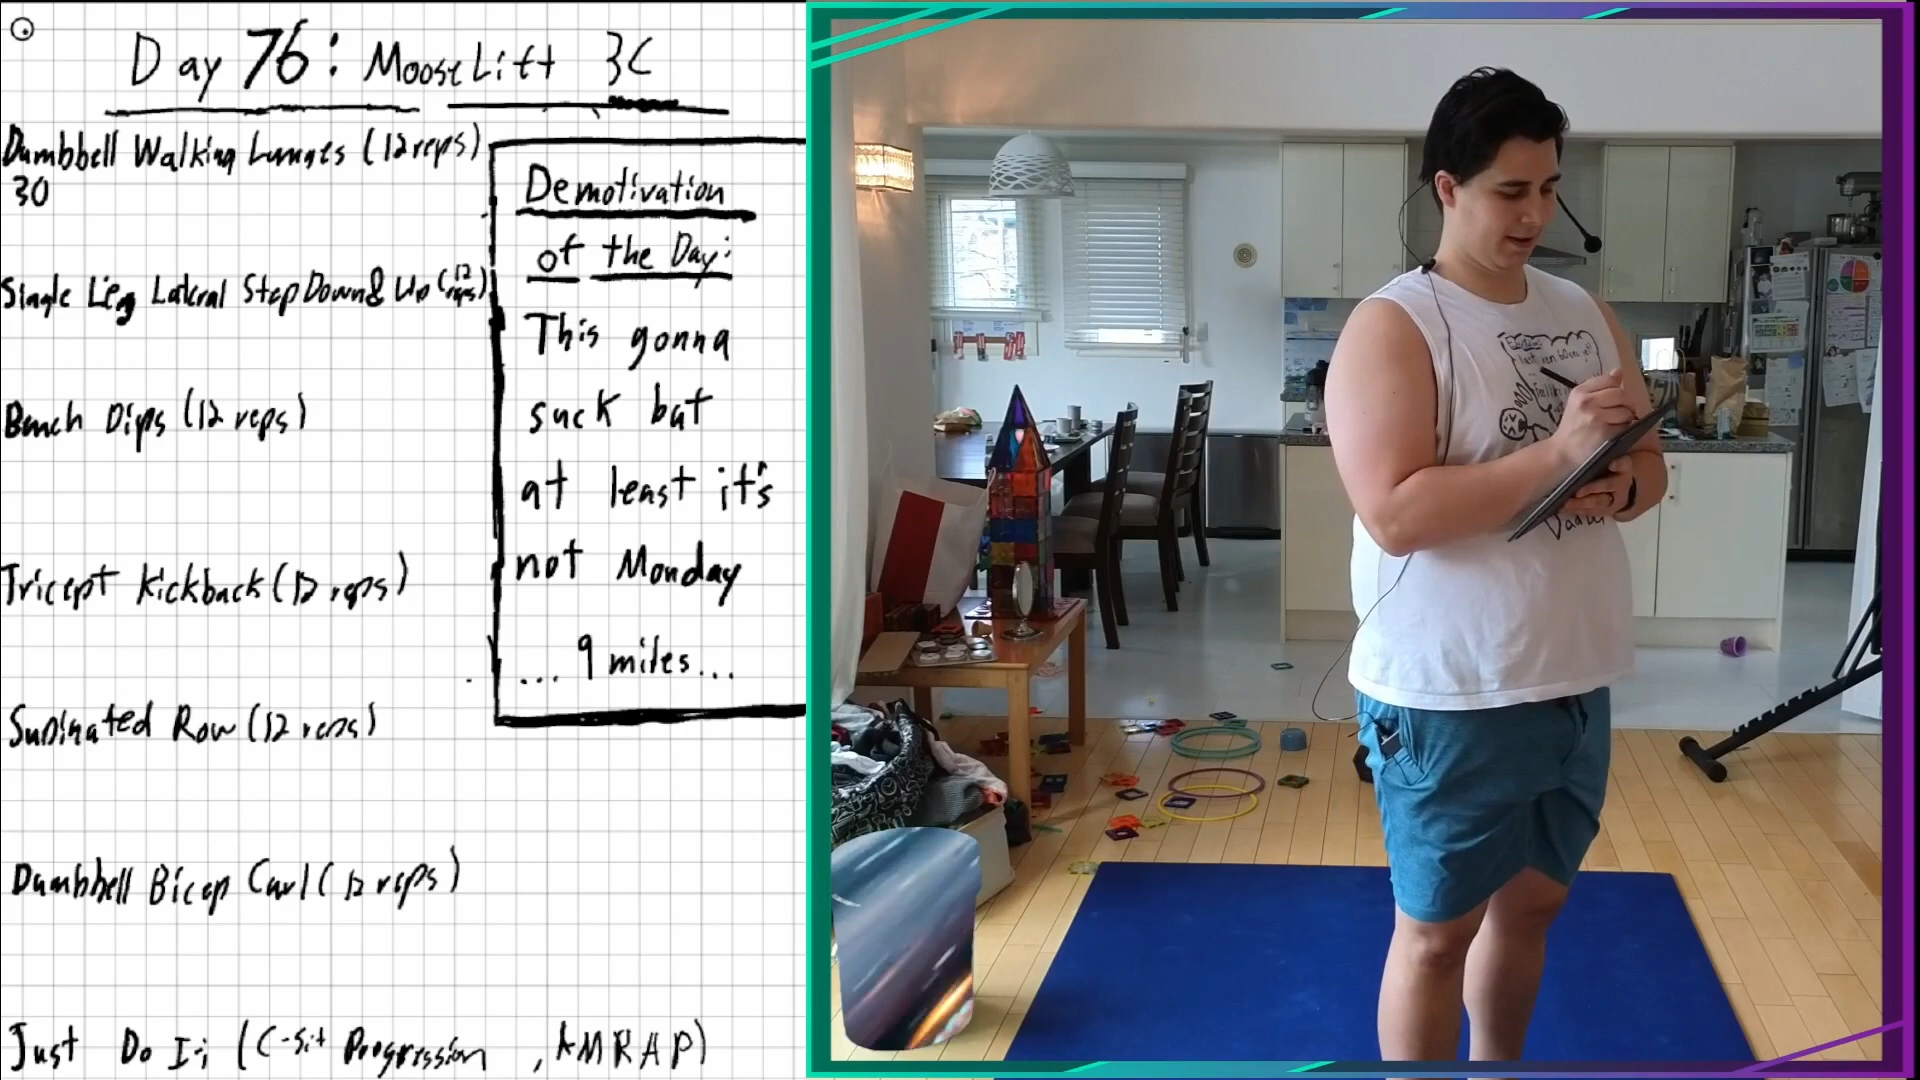 Day 76: MooseLift 3C
Dumbbell Walking Lunges (12 reps)
30
Single Leg Lateral Step Down & Up (12 reps)
Bench Dips (12 reps)
Tricept Kickback (12 reps)
Supinated Row (12 reps)
Dumbbell Bicep Curl (12 reps)
Just Do It; (C-Sit Progression, AMRAP)
Demotivation
of the Day:
This gonna
suck but
at least it's
not Monday
... 9 miles...